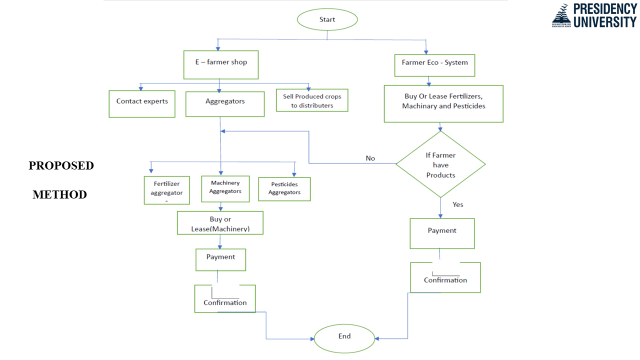 PRESIDENCY
UNIVERSITY
Start
E – farmer shop
Farmer Eco - System
Contact experts
Aggregators
Sell Produced crops
to distributers
Buy Or Lease Fertilizers,
Machinery and Pesticides
No
If Farmer
have
Products
PROPOSED
METHOD
Fertilizer
aggregator
Machinery
Aggregators
Pesticides
Aggregators
Yes
Buy or
Lease(Machinery)
Payment
Payment
Confirmation
Confirmation
End